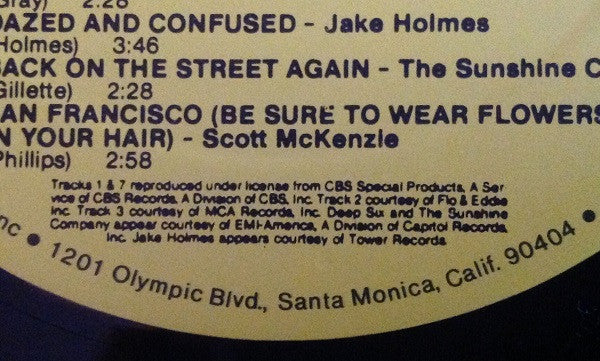 Gray) 2:28
DAZED AND CONFUSED - Jake Holmes
Holmes) 3:46
BACK ON THE STREET AGAIN - The Sunshine C
Gillette) 2:28
AN FRANCISCO (BE SURE TO WEAR FLOWERS
N YOUR HAIR) - Scott McKenzie
Phillips) 2:58
Tracks 1 & 7 reproduced under license from CBS Special Products, A Ser
vice of CBS Records, A Division of CBS, Inc. Track 2 courtesy of Flo & Eddie
Inc. Track 3 courtesy of MCA Records, Inc. Deep Six and The Sunshine
Company appear courtesy of EMI-America, A Division of Capitol Records,
Inc. Jake Holmes appears courtesy of Tower Records
nc • 1201 Olympic Blvd., Santa Monica, Calif. 90404 •